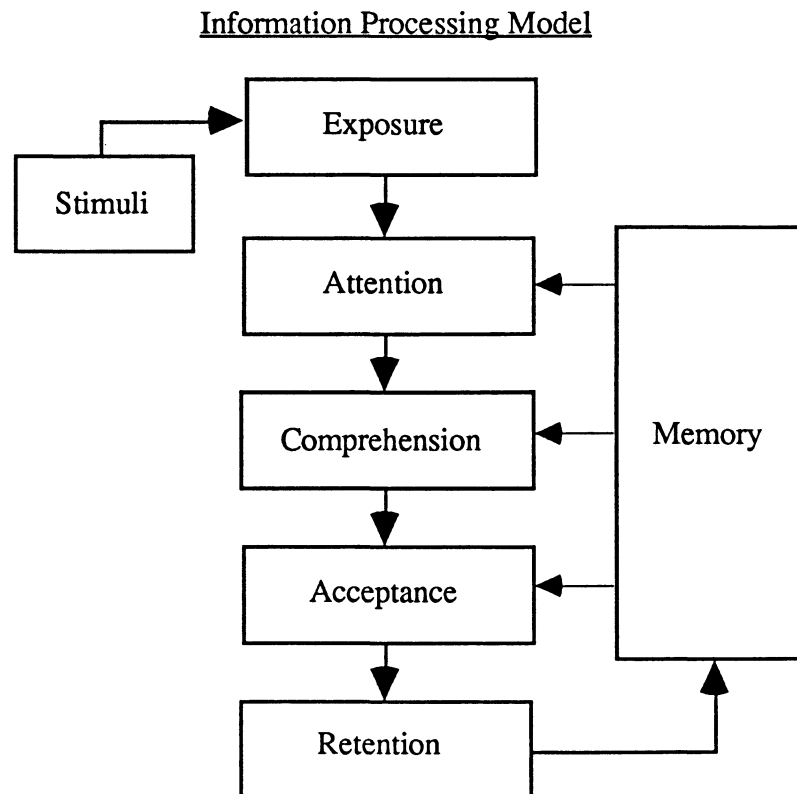 Information Processing Model
Exposure
Stimuli
Attention
Comprehension
Memory
Acceptance
Retention